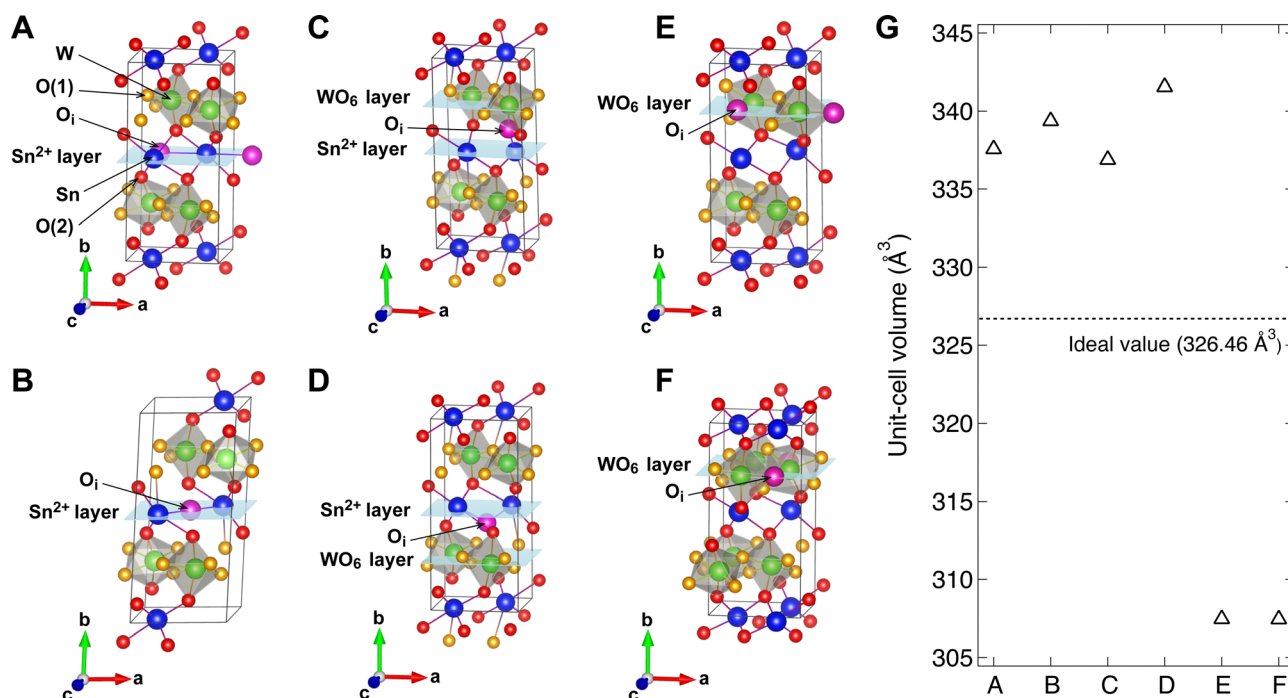 A
W
O(1)
Oi
Sn2+ layer
Sn
O(2)
b
a
c
C
WO6 layer
Oi
Sn2+ layer
b
a
c
E
WO6 layer
Oi
b
a
c
B
Oi
Sn2+ layer
b
a
c
D
Sn2+ layer
Oi
WO6 layer
b
a
c
F
WO6 layer
Oi
b
a
c
G
Unit-cell volume (Å3)
345
340
335
330
325
320
315
310
305
Ideal value (326.46 Å3)
A B C D E F